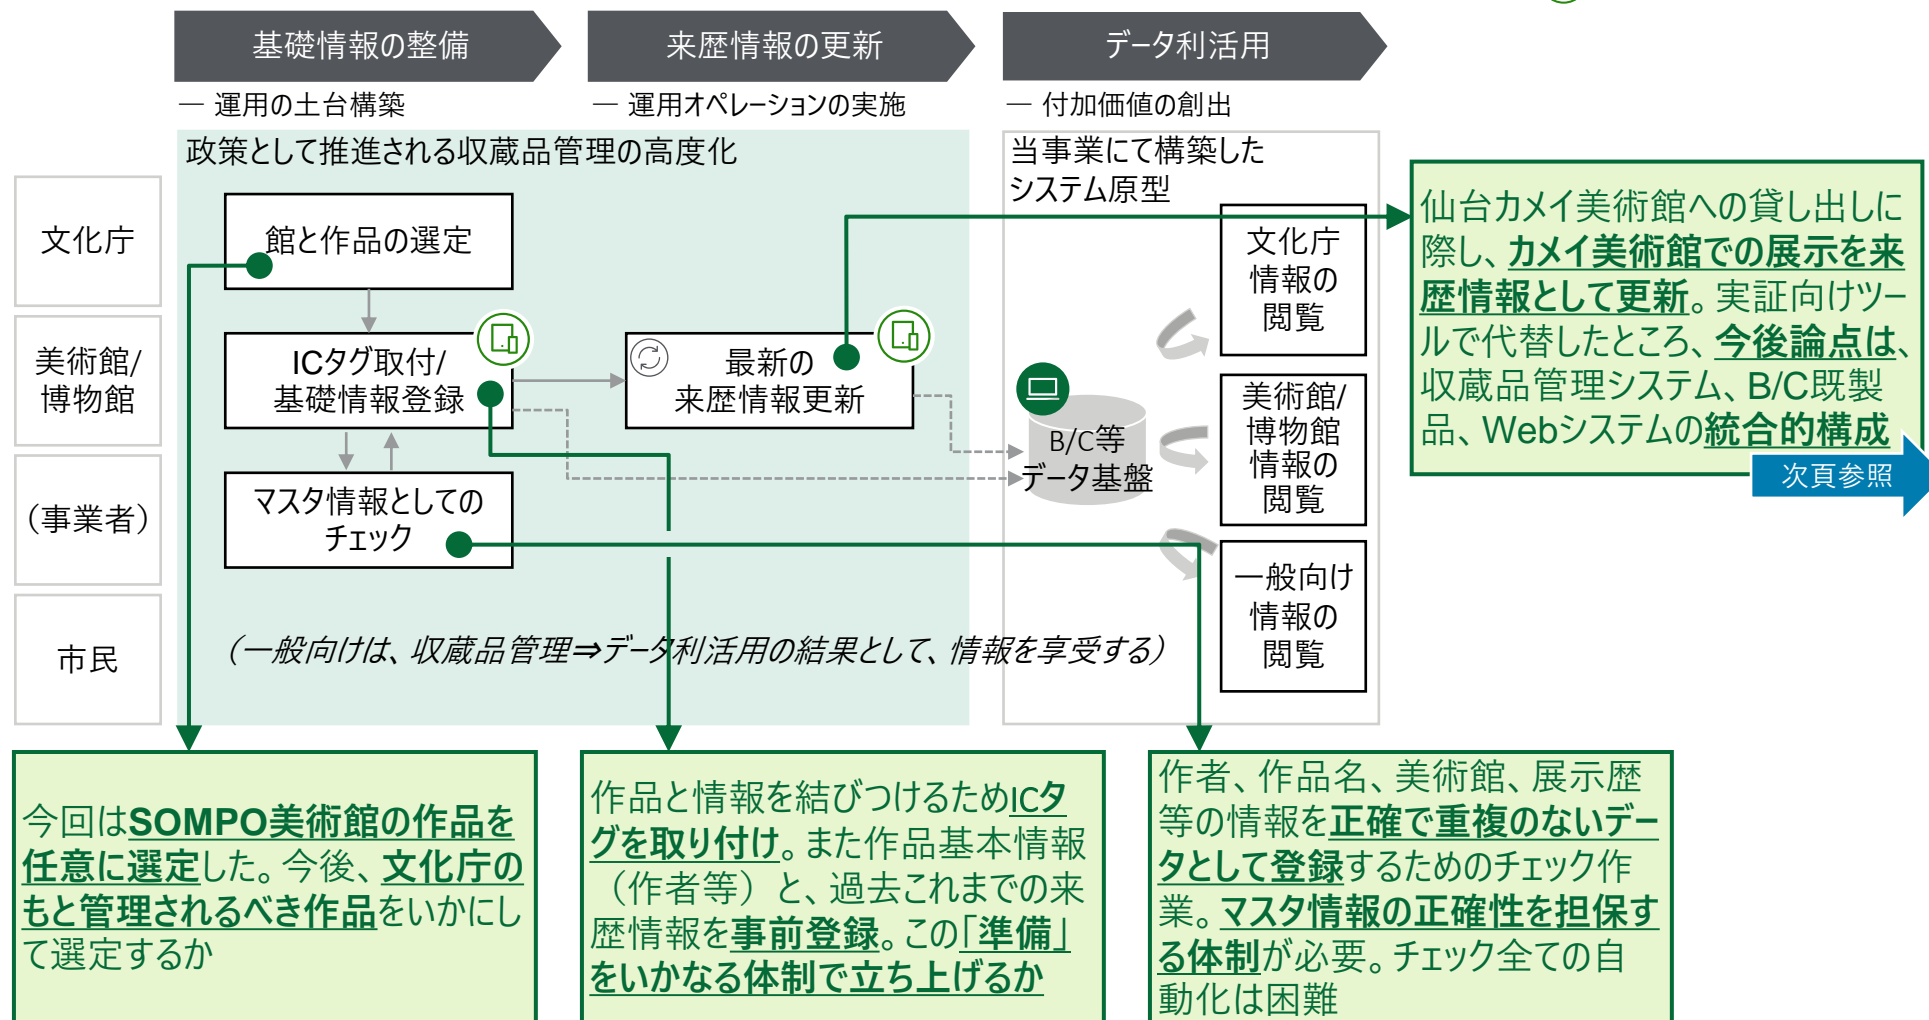 基礎情報の整備
来歴情報の更新
データ利活用
― 運用の土台構築
― 運用オペレーションの実施
― 付加価値の創出
政策として推進される収蔵品管理の高度化
当事業にて構築した
システム原型
文化庁
美術館/
博物館
（事業者）
市民
館と作品の選定
ICタグ取付/
基礎情報登録
マスタ情報としての
チェック
最新の
来歴情報更新
B/C等
データ基盤
文化庁
情報の
閲覧
美術館/
博物館
情報の
閲覧
一般向け
情報の
閲覧
（一般向けは、収蔵品管理⇒データ利活用の結果として、情報を享受する）
仙台カメイ美術館への貸し出しに
際し、カメイ美術館での展示を来
歴情報として更新。実証向けツー
ルで代替したところ、今後論点は、
収蔵品管理システム、B/C既製
品、Webシステムの統合的構成
次頁参照
今回はSOMPO美術館の作品を
任意に選定した。今後、文化庁の
もと管理されるべき作品をいかにし
て選定するか
作品と情報を結びつけるためICタ
グを取り付け。また作品基本情報
（作者等）と、過去これまでの来
歴情報を事前登録。この「準備」
をいかなる体制で立ち上げるか
作者、作品名、美術館、展示歴
等の情報を正確で重複のないデー
タとして登録するためのチェック作
業。マスタ情報の正確性を担保す
る体制が必要。チェック全ての自
動化は困難